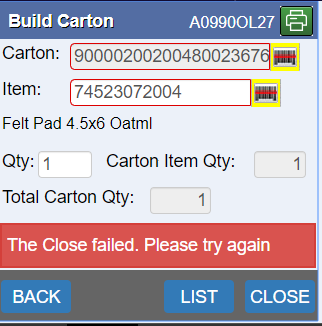 Build Carton A0990OL27
Carton: 90000200200480023676
Item: 74523072004
Felt Pad 4.5x6 Oatml
Qty: 1 Carton Item Qty: 1
Total Carton Qty: 1
The Close failed. Please try again
BACK LIST CLOSE